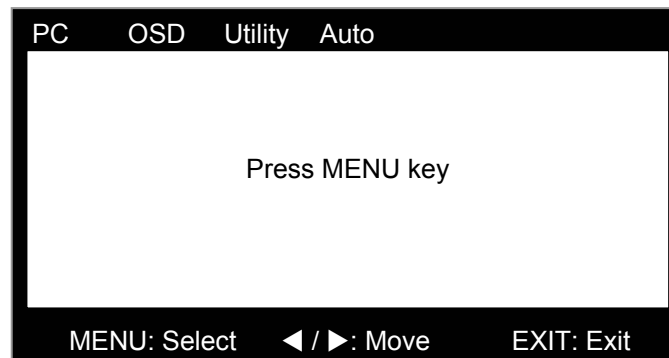 PC OSD Utility Auto
Press MENU key
MENU: Select ◀ / ▶: Move EXIT: Exit